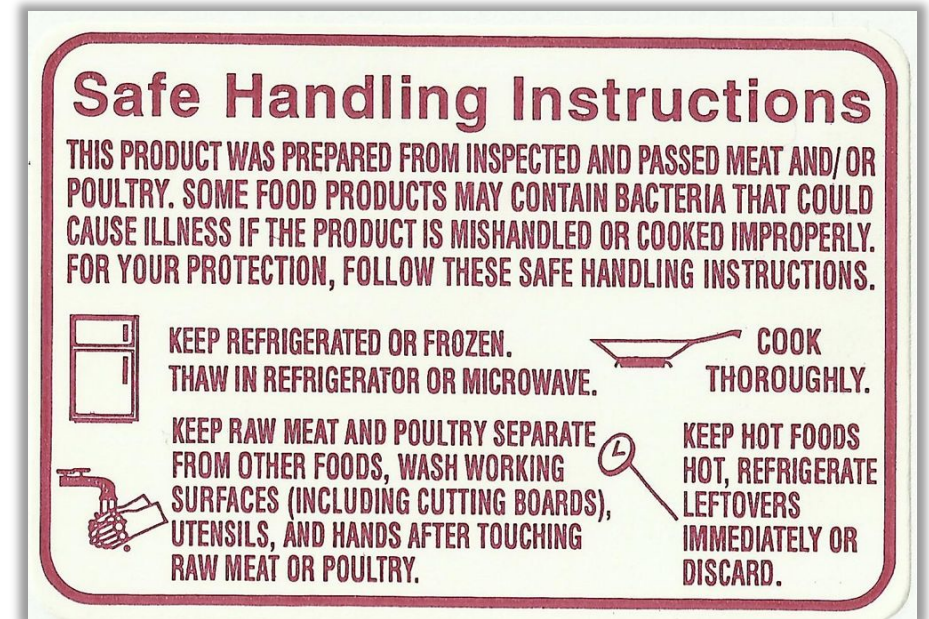 Safe Handling Instructions
THIS PRODUCT WAS PREPARED FROM INSPECTED AND PASSED MEAT AND/ OR
POULTRY. SOME FOOD PRODUCTS MAY CONTAIN BACTERIA THAT COULD
CAUSE ILLNESS IF THE PRODUCT IS MISHANDLED OR COOKED IMPROPERLY.
FOR YOUR PROTECTION, FOLLOW THESE SAFE HANDLING INSTRUCTIONS.
KEEP REFRIGERATED OR FROZEN.
THAW IN REFRIGERATOR OR MICROWAVE.
COOK
THOROUGHLY.
KEEP RAW MEAT AND POULTRY SEPARATE
FROM OTHER FOODS, WASH WORKING
SURFACES (INCLUDING CUTTING BOARDS),
UTENSILS, AND HANDS AFTER TOUCHING
RAW MEAT OR POULTRY.
KEEP HOT FOODS
HOT, REFRIGERATE
LEFTOVERS
IMMEDIATELY OR
DISCARD.